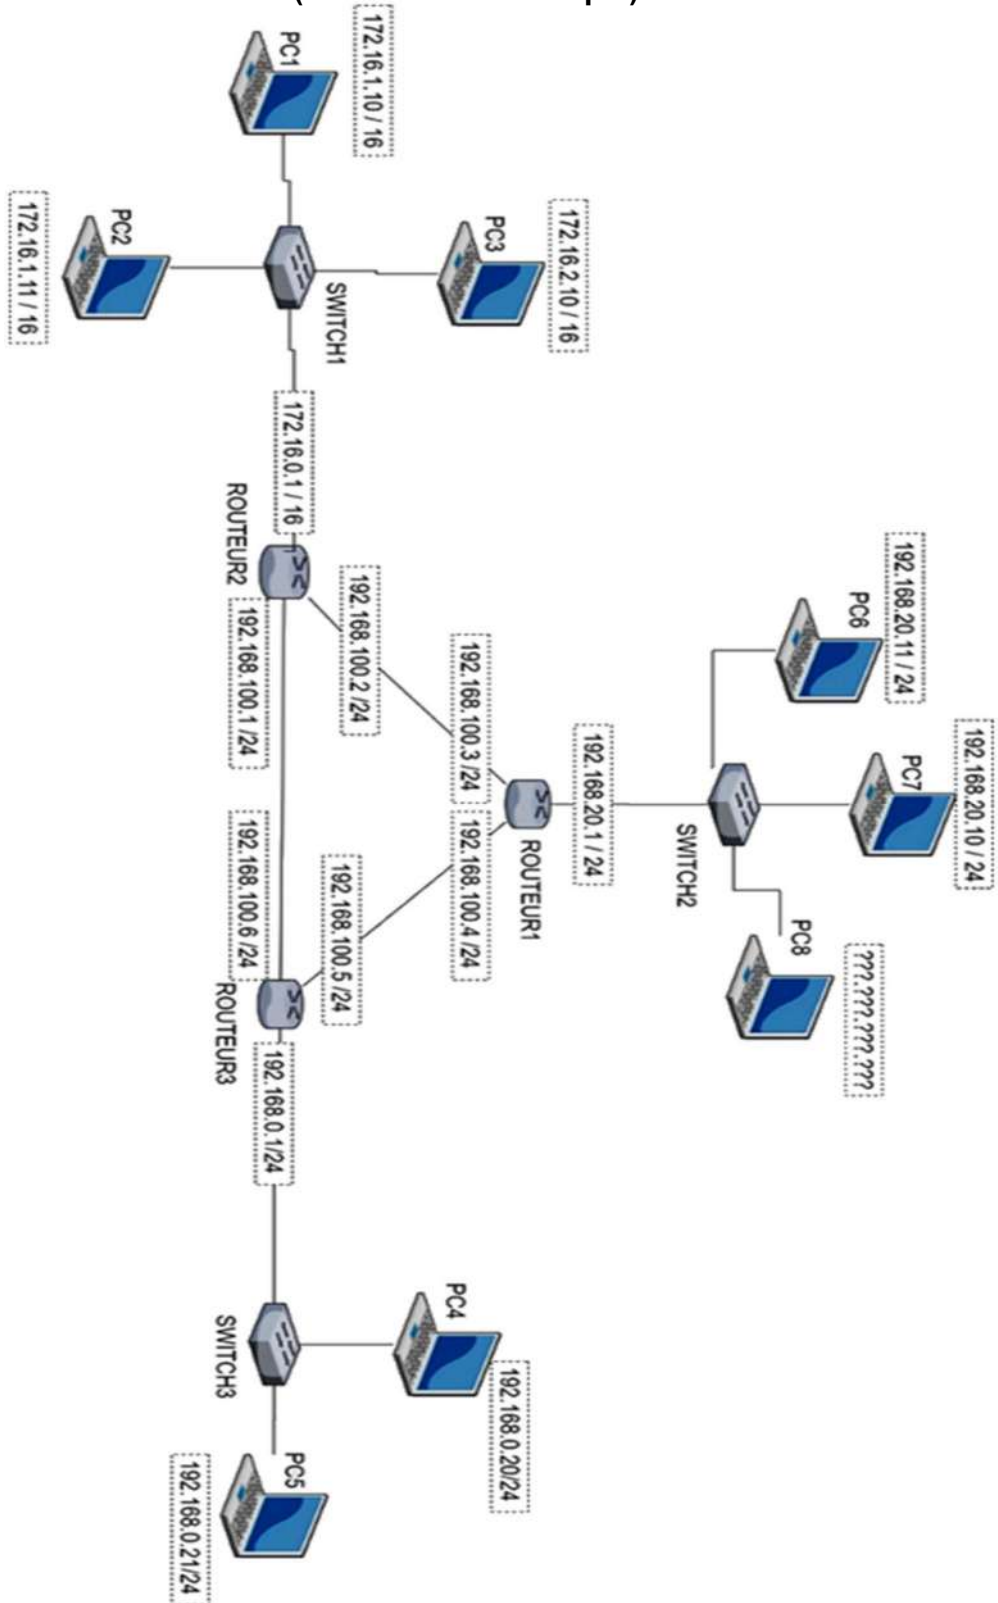 PC1
172.16.1.10 / 16
PC2
172.16.1.11 / 16
PC3
172.16.2.10 / 16
SWITCH1
172.16.0.1 / 16
ROUTEUR2
192.168.100.2 /24
192.168.100.1 /24
192.168.100.3 /24
192.168.100.4 /24
ROUTEUR1
192.168.20.1 / 24
SWITCH2
PC6
192.168.20.11 / 24
PC7
192.168.20.10 / 24
PC8
???.???.???.???
192.168.100.6 /24
192.168.100.5 /24
ROUTEUR3
192.168.0.1/24
SWITCH3
PC4
192.168.0.20/24
PC5
192.168.0.21/24